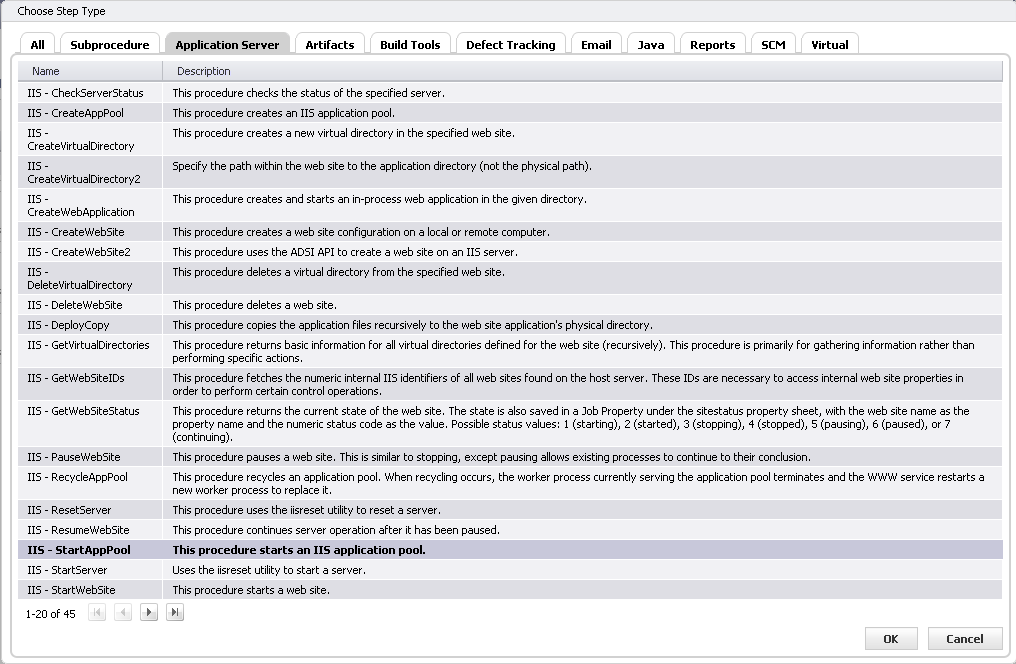 Choose Step Type
All Subprocedure Application Server Artifacts Build Tools Defect Tracking Email Java Reports SCM Virtual
Name Description
IIS - CheckServerStatus This procedure checks the status of the specified server.
IIS - CreateAppPool This procedure creates an IIS application pool.
IIS - This procedure creates a new virtual directory in the specified web site.
CreateVirtualDirectory
IIS - Specify the path within the web site to the application directory (not the physical path).
CreateVirtualDirectory2
IIS - This procedure creates and starts an in-process web application in the given directory.
CreateWebApplication
IIS - CreateWebSite This procedure creates a web site configuration on a local or remote computer.
IIS - CreateWebSite2 This procedure uses the ADSI API to create a web site on an IIS server.
IIS - This procedure deletes a virtual directory from the specified web site.
DeleteVirtualDirectory
IIS - DeleteWebSite This procedure deletes a web site.
IIS - DeployCopy This procedure copies the application files recursively to the web site application's physical directory.
IIS - GetVirtualDirectories This procedure returns basic information for all virtual directories defined for the web site (recursively). This procedure is primarily for gathering information rather than
performing specific actions.
IIS - GetWebSiteIDs This procedure fetches the numeric internal IIS identifiers of all web sites found on the host server. These IDs are necessary to access internal web site properties in
order to perform certain control operations.
IIS - GetWebSiteStatus This procedure returns the current state of the web site. The state is also saved in a Job Property under the sitestatus property sheet, with the web site name as the
property name and the numeric status code as the value. Possible status values: 1 (starting), 2 (started), 3 (stopping), 4 (stopped), 5 (pausing), 6 (paused), or 7
(continuing).
IIS - PauseWebSite This procedure pauses a web site. This is similar to stopping, except pausing allows existing processes to continue to their conclusion.
IIS - RecycleAppPool This procedure recycles an application pool. When recycling occurs, the worker process currently serving the application pool terminates and the WWW service restarts a
new worker process to replace it.
IIS - ResetServer This procedure uses the iisreset utility to reset a server.
IIS - ResumeWebSite This procedure continues server operation after it has been paused.
IIS - StartAppPool This procedure starts an IIS application pool.
IIS - StartServer Uses the iisreset utility to start a server.
IIS - StartWebSite This procedure starts a web site.
1-20 of 45
OK Cancel